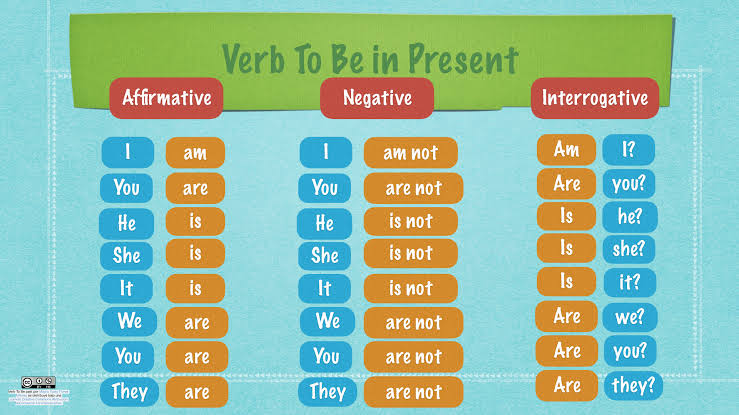 Verb To Be in Present
Affirmative Negative Interrogative
I am I am not Am I?
You are You are not Are you?
He is He is not Is he?
She is She is not Is she?
It is It is not Is it?
We are We are not Are we?
You are You are not Are you?
They are They are not Are they?